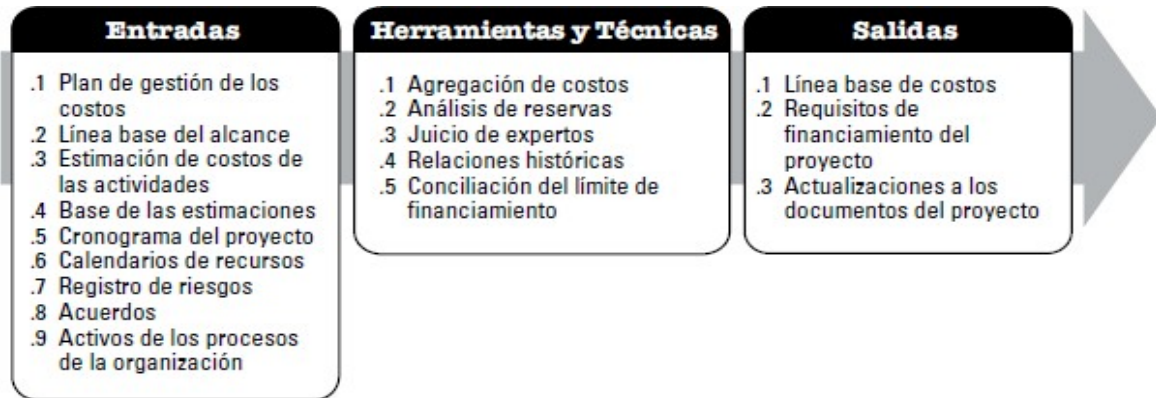 Entradas
.1 Plan de gestión de los
costos
.2 Línea base del alcance
.3 Estimación de costos de
las actividades
.4 Base de las estimaciones
.5 Cronograma del proyecto
.6 Calendarios de recursos
.7 Registro de riesgos
.8 Acuerdos
.9 Activos de los procesos
de la organización
Herramientas y Técnicas
.1 Agregación de costos
.2 Análisis de reservas
.3 Juicio de expertos
.4 Relaciones históricas
.5 Conciliación del límite de
financiamiento
Salidas
.1 Línea base de costos
.2 Requisitos de
financiamiento del
proyecto
.3 Actualizaciones a los
documentos del proyecto